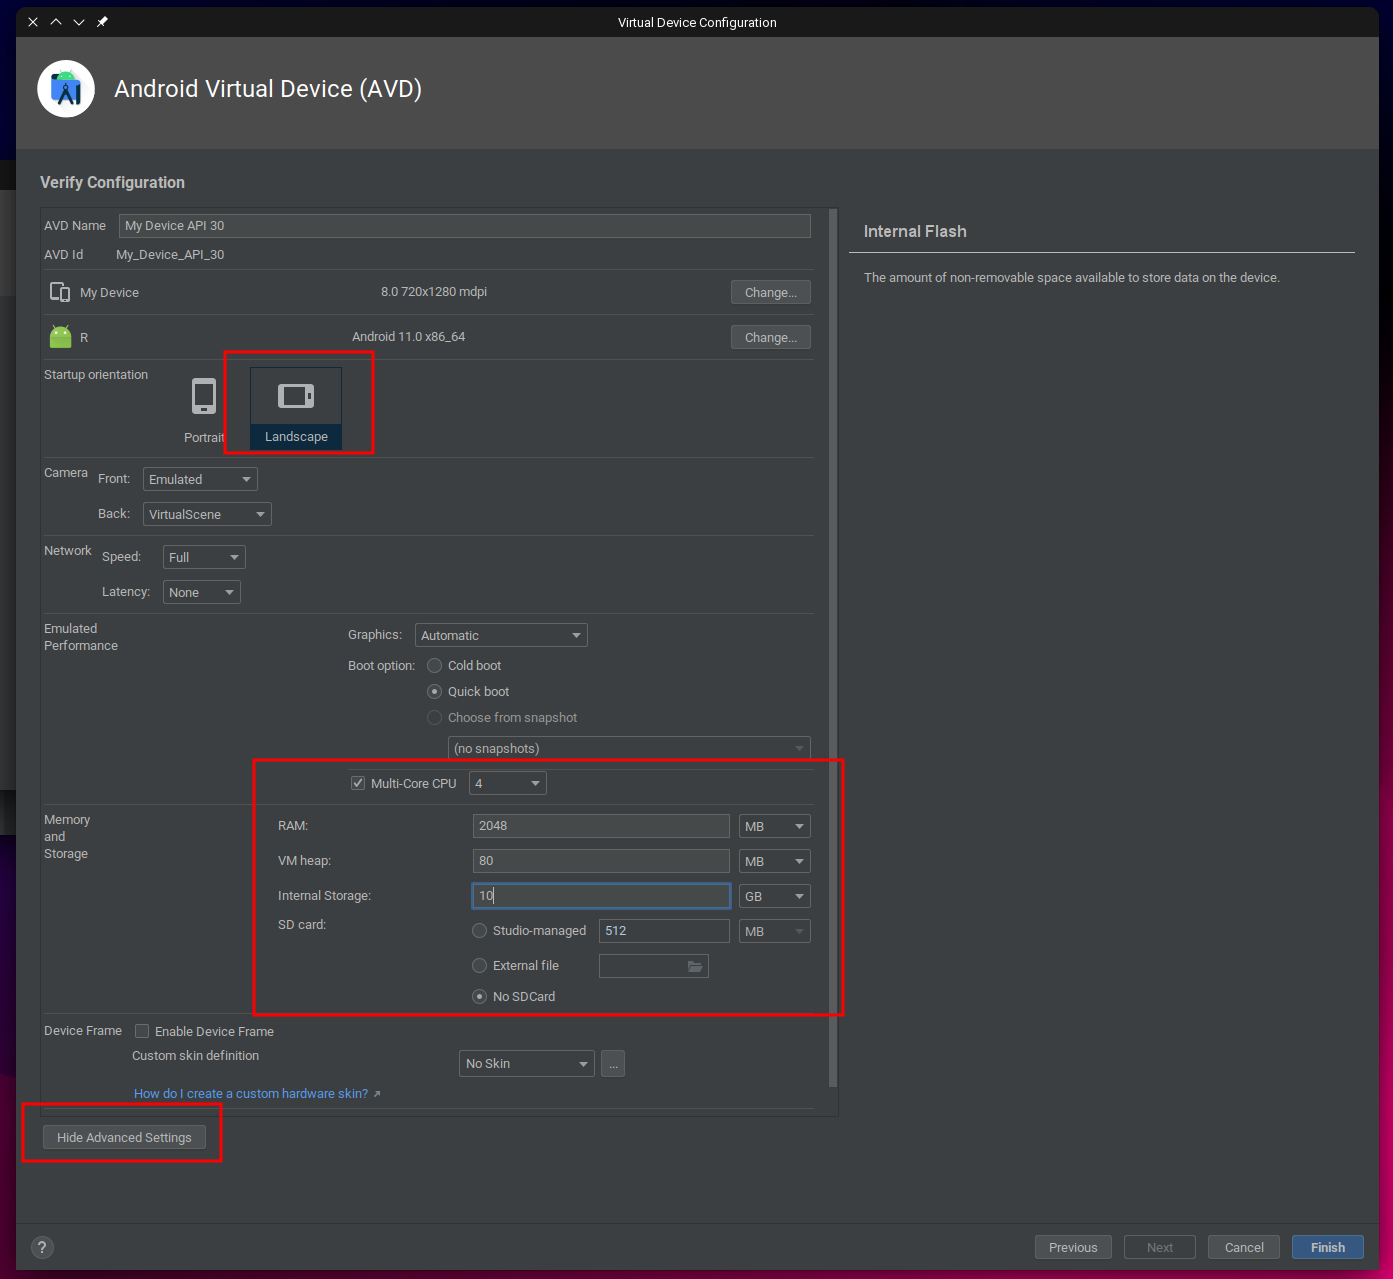 Virtual Device Configuration
Android Virtual Device (AVD)
Verify Configuration
AVD Name My Device API 30
AVD Id My_Device_API_30
My Device 8.0 720x1280 mdpi Change...
R Android 11.0 x86_64 Change...
Startup orientation
Portrait Landscape
Camera Front: Emulated
Back: VirtualScene
Network Speed: Full
Latency: None
Emulated
Performance
Graphics: Automatic
Boot option: Cold boot
Quick boot
Choose from snapshot
(no snapshots)
Multi-Core CPU 4
Memory
and
Storage
RAM: 2048 MB
VM heap: 80 MB
Internal Storage: 10 GB
SD card: Studio-managed 512 MB
External file
No SDCard
Device Frame Enable Device Frame
Custom skin definition No Skin ...
How do I create a custom hardware skin?
Hide Advanced Settings
Internal Flash
The amount of non-removable space available to store data on the device.
? Previous Next Cancel Finish